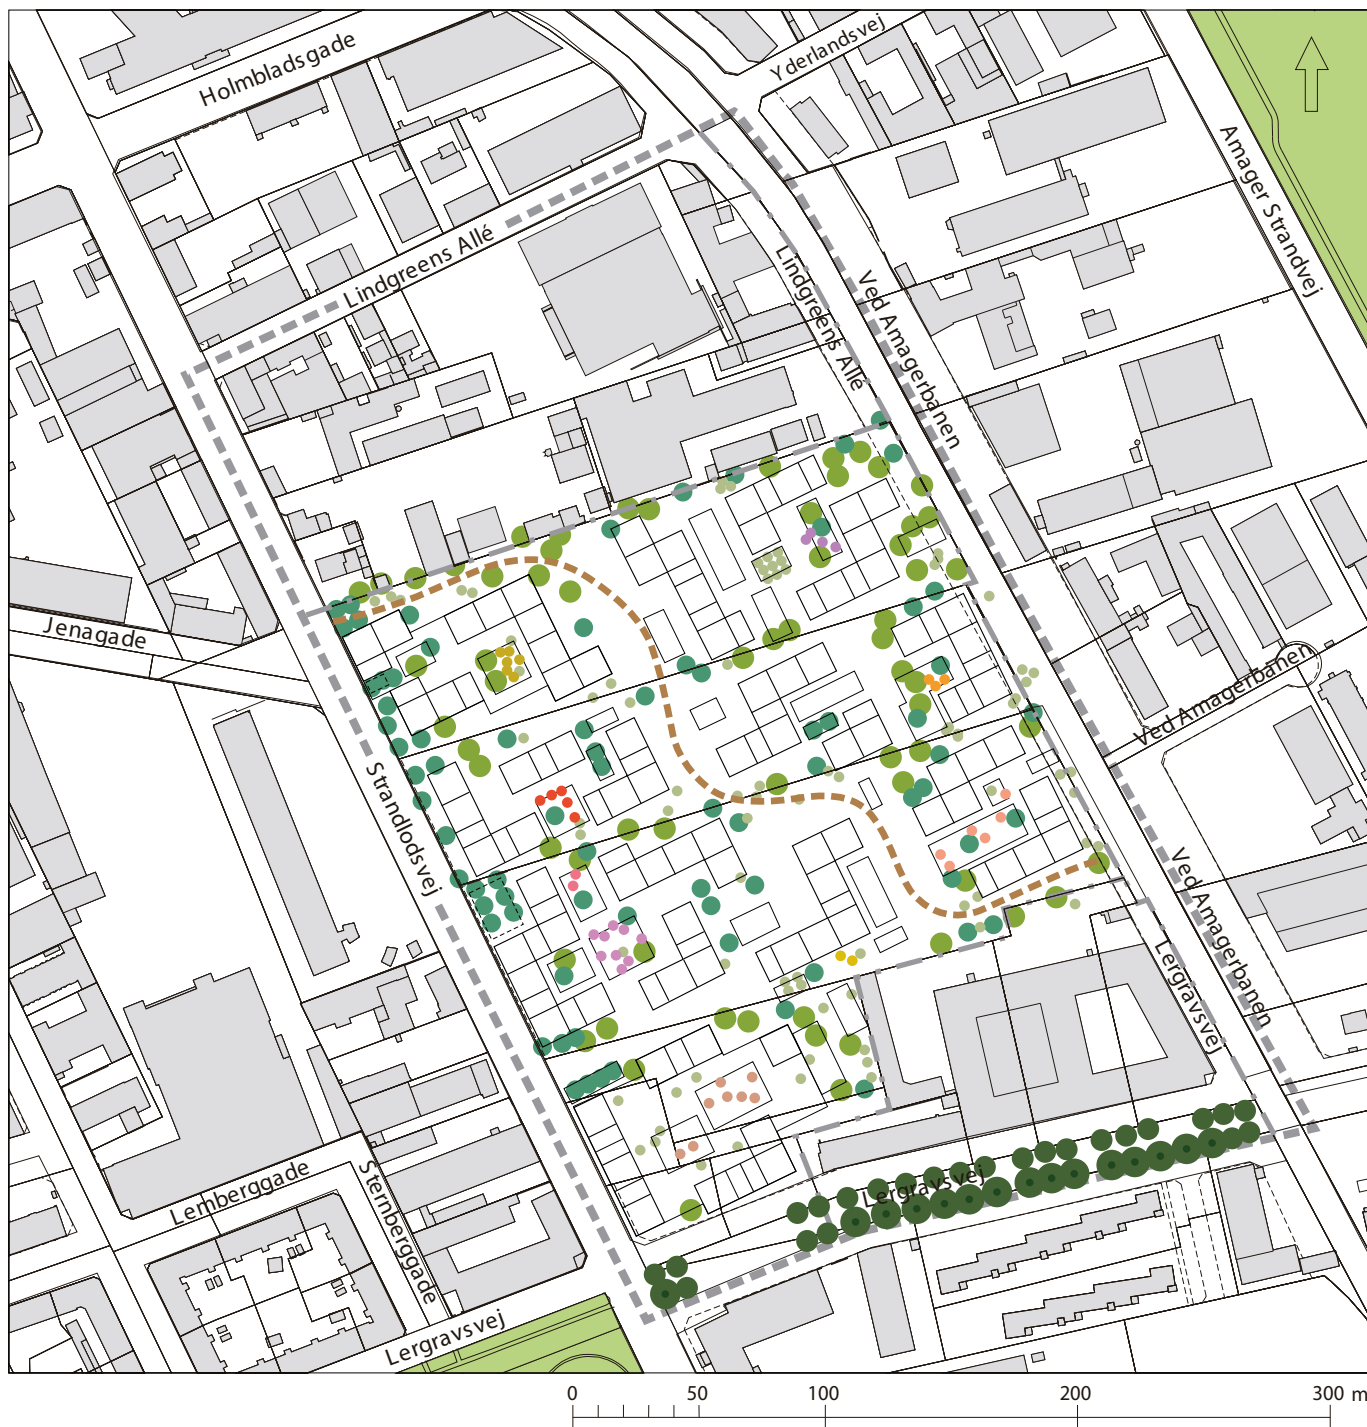 Holmbladsgade
Yderlandsvej
Amager Strandvej
Lindgreens Allé
Lindgreens Allé
Ved Amagerbanen
Jenagade
Ved Amagerbanen
Strandlodsvej
Ved Amagerbanen
Lergravsvej
Lergravsvej
Lemberggade
Sternberggade
Lergravsvej
0 50 100 200 300 m